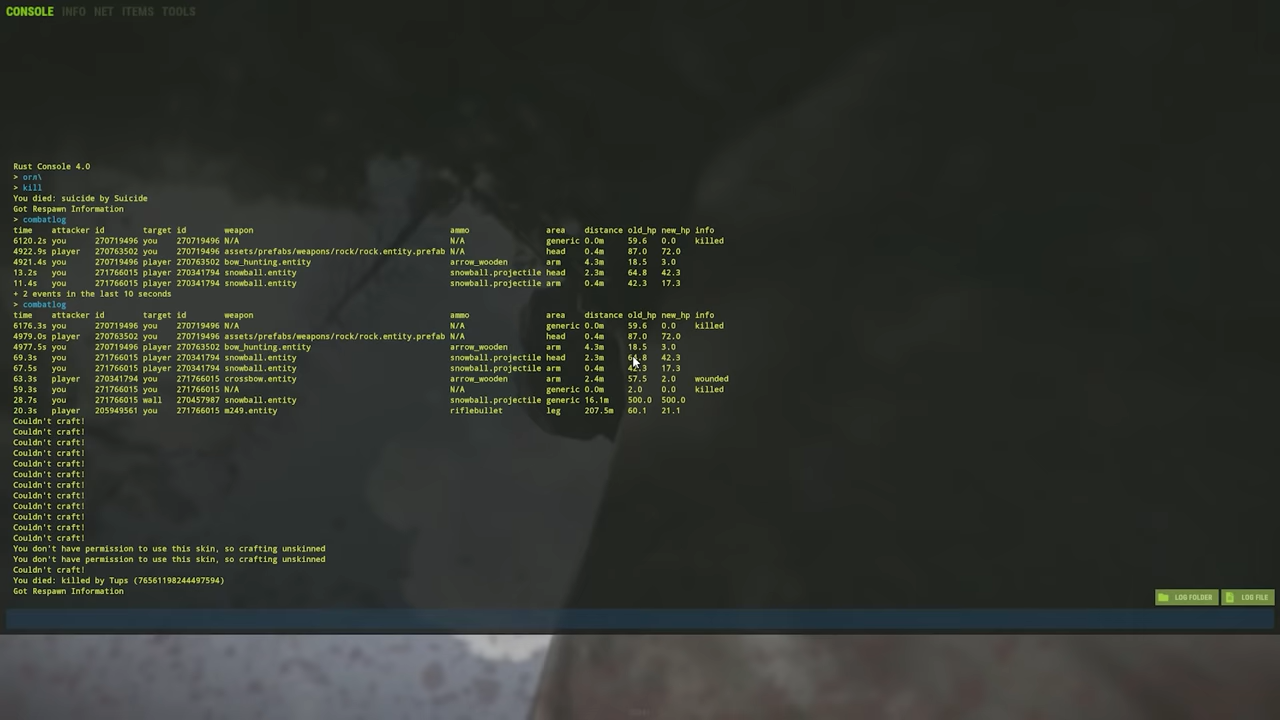 CONSOLE INFO NET ITEMS TOOLS
Rust Console 4.0
> orn\
> kill
You died: suicide by Suicide
Got Respawn Information
> combatlog
time attacker id target id weapon ammo area distance old_hp new_hp info
6120.2s you 270719496 you 270719496 N/A N/A generic 0.0m 59.6 0.0 killed
4922.9s player 270763502 you 270719496 assets/prefabs/weapons/rock/rock.entity.prefab N/A head 0.4m 87.0 72.0
4921.4s you 270719496 player 270763502 bow_hunting.entity arrow_wooden arm 4.3m 18.5 3.0
13.2s you 271766015 player 270341794 snowball.entity snowball.projectile head 2.3m 64.8 42.3
11.4s you 271766015 player 270341794 snowball.entity snowball.projectile arm 0.4m 42.3 17.3
+ 2 events in the last 10 seconds
> combatlog
time attacker id target id weapon ammo area distance old_hp new_hp info
6176.3s you 270719496 you 270719496 N/A N/A generic 0.0m 59.6 0.0 killed
4979.0s player 270763502 you 270719496 assets/prefabs/weapons/rock/rock.entity.prefab N/A head 0.4m 87.0 72.0
4977.5s you 270719496 player 270763502 bow_hunting.entity arrow_wooden arm 4.3m 18.5 3.0
69.3s you 271766015 player 270341794 snowball.entity snowball.projectile head 2.3m 64.8 42.3
67.5s you 271766015 player 270341794 snowball.entity snowball.projectile arm 0.4m 42.3 17.3
63.3s player 270341794 you 271766015 crossbow.entity arrow_wooden arm 2.4m 57.5 2.0 wounded
59.3s you 271766015 you 271766015 N/A N/A generic 0.0m 2.0 0.0 killed
28.7s you 271766015 wall 270457987 snowball.entity snowball.projectile generic 16.1m 500.0 500.0
20.3s player 205949561 you 271766015 m249.entity riflebullet leg 207.5m 60.1 21.1
Couldn't craft!
Couldn't craft!
Couldn't craft!
Couldn't craft!
Couldn't craft!
Couldn't craft!
Couldn't craft!
Couldn't craft!
Couldn't craft!
Couldn't craft!
Couldn't craft!
Couldn't craft!
You don't have permission to use this skin, so crafting unskinned
You don't have permission to use this skin, so crafting unskinned
Couldn't craft!
You died: killed by Tups (76561198244497594)
Got Respawn Information
LOG FOLDER LOG FILE